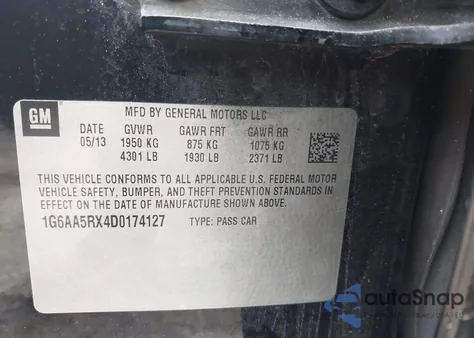 GM
MFD BY GENERAL MOTORS LLC
DATE GVWR GAWR FRT GAWR RR
05/13 1950 KG 875 KG 1075 KG
4301 LB 1930 LB 2371 LB
THIS VEHICLE CONFORMS TO ALL APPLICABLE U.S. FEDERAL MOTOR
VEHICLE SAFETY, BUMPER, AND THEFT PREVENTION STANDARDS IN
EFFECT ON THE DATE OF MANUFACTURE SHOWN ABOVE.
1G6AA5RX4D0174127 TYPE: PASS CAR
autoSnap